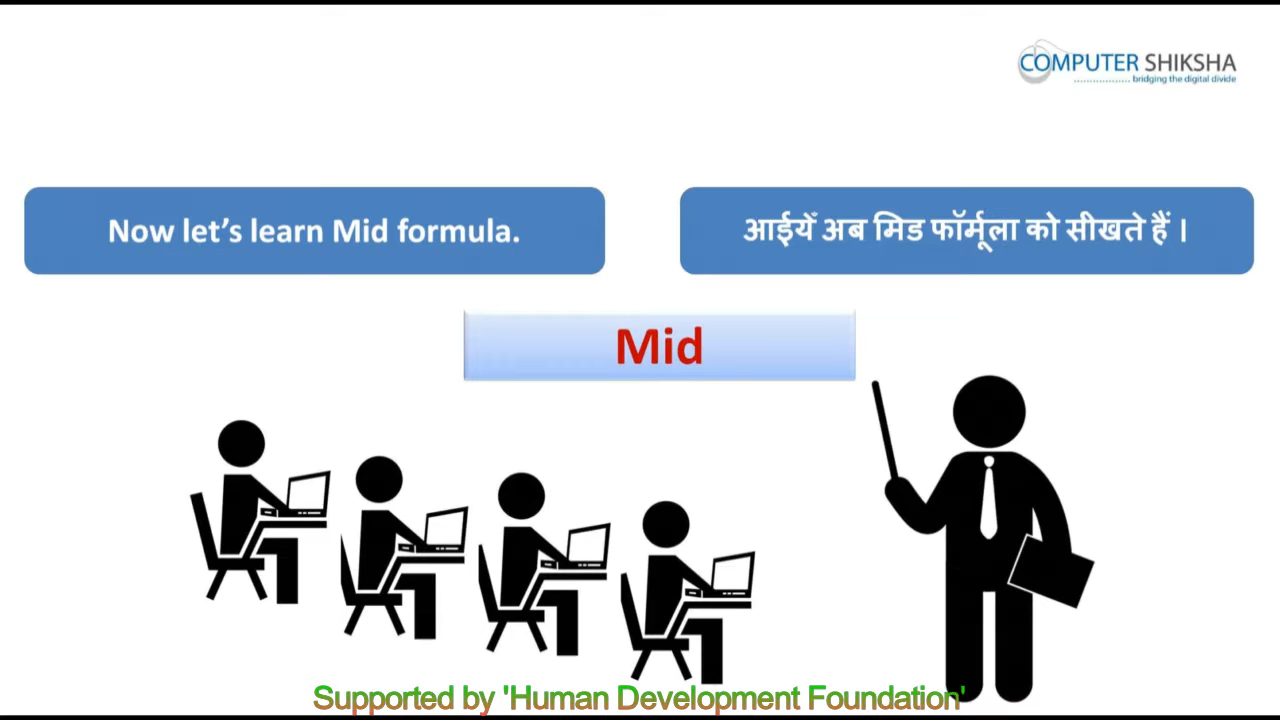 COMPUTER SHIKSHA
.................. bridging the digital divide
Now let's learn Mid formula.
आईयेँ अब मिड फॉर्मूला को सीखते हैं ।
Mid
Supported by 'Human Development Foundation'